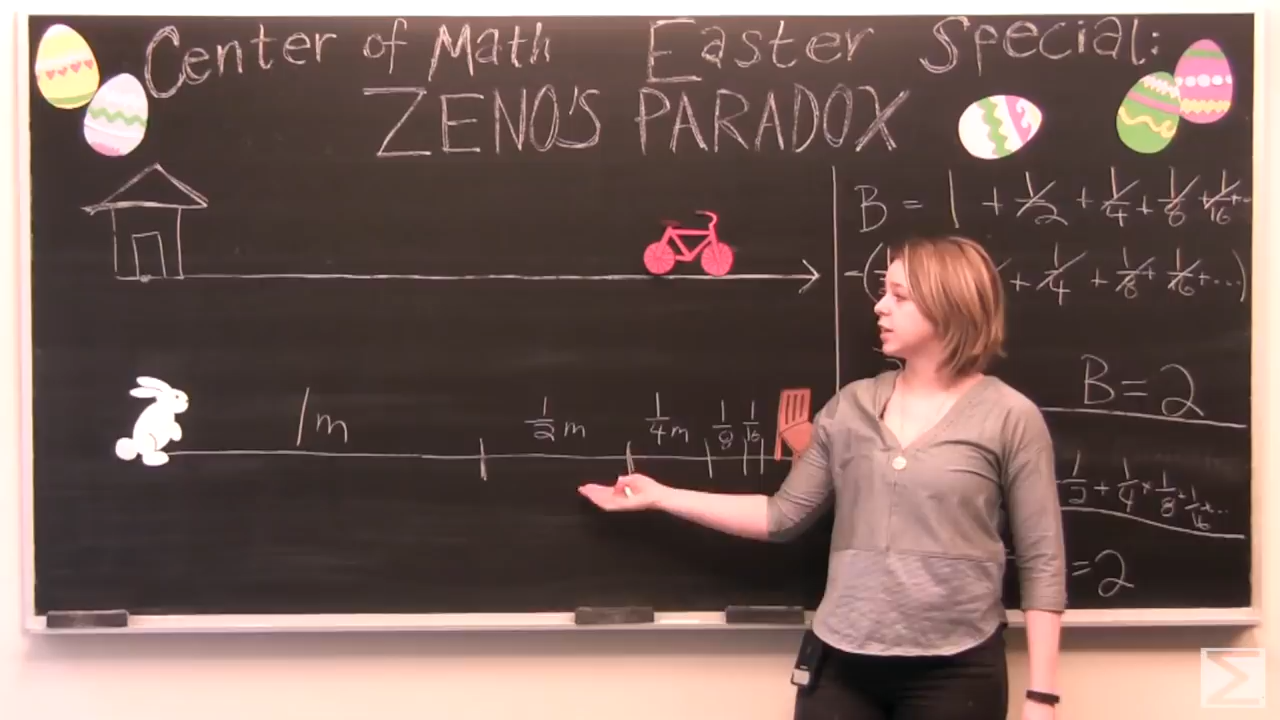 Center of Math Easter Special:
ZENO'S PARADOX
B = 1 + 1/2 + 1/4 + 1/8 + 1/16 + ...
-(1 + 1/4 + 1/8 + 1/16 + ...)
B = 2
1m
1/2 m
1/4 m
1/8
1/16
1/2 + 1/4 + 1/8 + 1/16 + ...
= 2
Σ